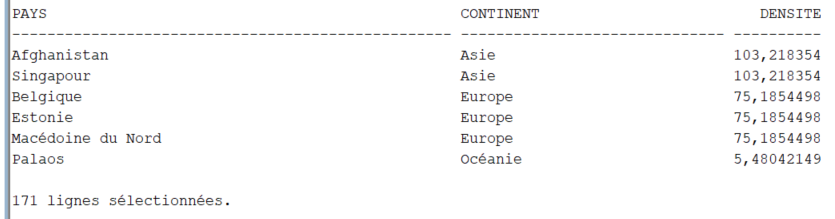 PAYS CONTINENT DENSITE
-------------------------------------------------- ------------------------------ ----------
Afghanistan Asie 103,218354
Singapour Asie 103,218354
Belgique Europe 75,1854498
Estonie Europe 75,1854498
Macédoine du Nord Europe 75,1854498
Palaos Océanie 5,48042149
171 lignes sélectionnées.